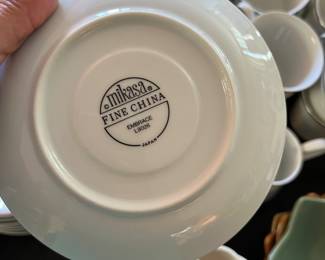 mikasa
FINE CHINA
EMBRACE
L9026
JAPAN